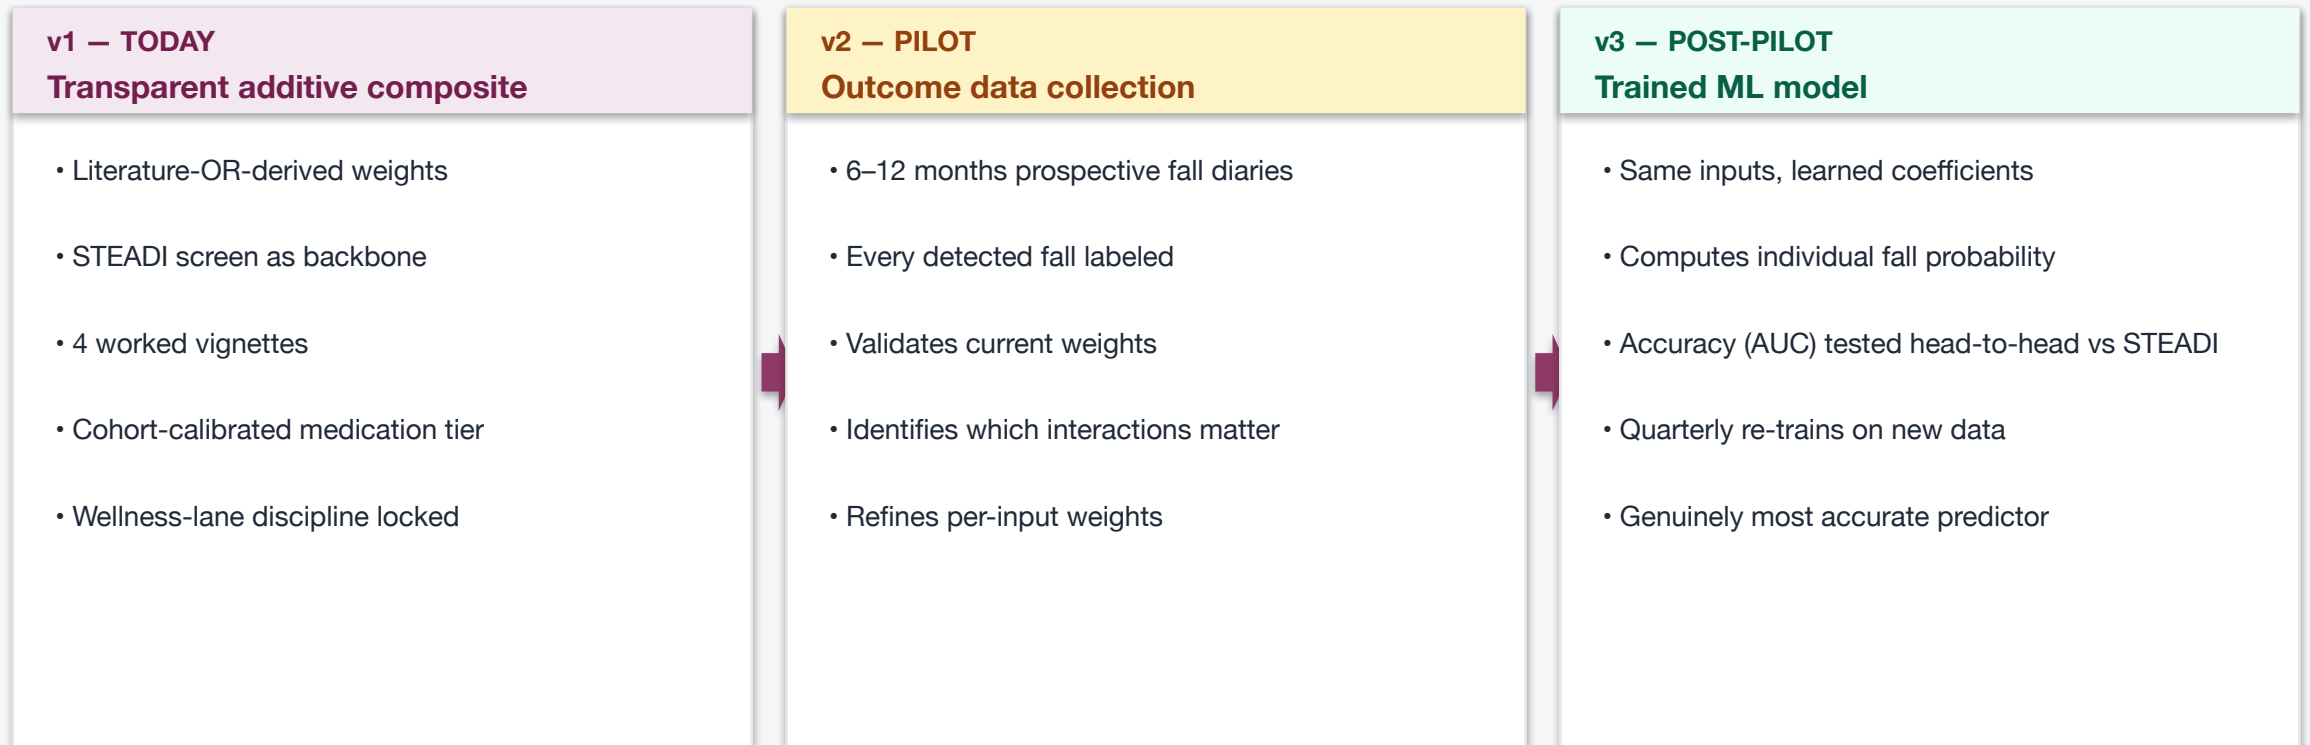 v1 — TODAY
Transparent additive composite
• Literature-OR-derived weights
• STEADI screen as backbone
• 4 worked vignettes
• Cohort-calibrated medication tier
• Wellness-lane discipline locked
v2 — PILOT
Outcome data collection
• 6–12 months prospective fall diaries
• Every detected fall labeled
• Validates current weights
• Identifies which interactions matter
• Refines per-input weights
v3 — POST-PILOT
Trained ML model
• Same inputs, learned coefficients
• Computes individual fall probability
• Accuracy (AUC) tested head-to-head vs STEADI
• Quarterly re-trains on new data
• Genuinely most accurate predictor